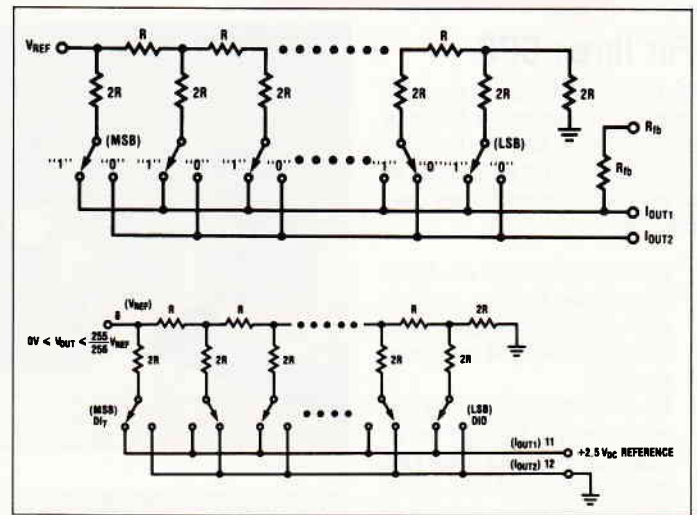 R R R
VREF
2R 2R 2R 2R 2R 2R
(MSB) (LSB)
Rfb
"1" "0" "1" "0" "1" "0" "1" "0" "1" "0"
Rfb
IOUT1
IOUT2
(VREF) R R R 2R
8
0V < VOUT < 255/256 VREF
2R 2R 2R 2R 2R
(MSB) (LSB)
DI7 DI0
(IOUT1) 11 +2.5 VDC REFERENCE
(IOUT2) 12